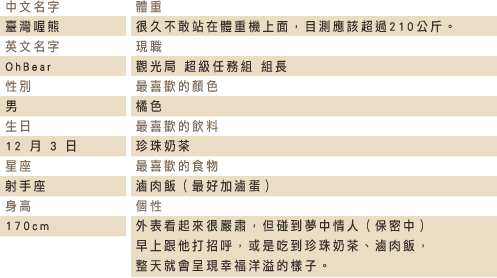 中文名字
臺灣喔熊
英文名字
OhBear
性別
男
生日
12 月 3 日
星座
射手座
身高
170cm
體重
很久不敢站在體重機上面，目測應該超過210公斤。
現職
觀光局 超級任務組 組長
最喜歡的顏色
橘色
最喜歡的飲料
珍珠奶茶
最喜歡的食物
滷肉飯（最好加滷蛋）
個性
外表看起來很嚴肅，但碰到夢中情人（保密中）
早上跟他打招呼，或是吃到珍珠奶茶、滷肉飯，
整天就會呈現幸福洋溢的樣子。